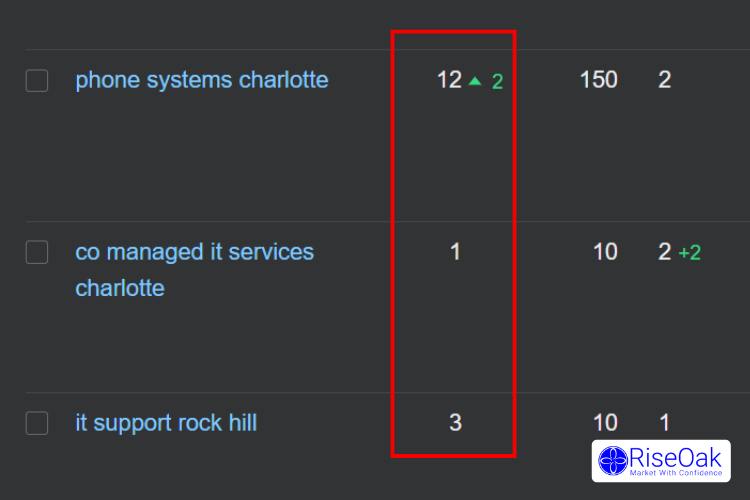 phone systems charlotte 12 ▲ 2 150 2
co managed it services 1 10 2 +2
charlotte
it support rock hill 3 10 1
RiseOak
Market With Confidence